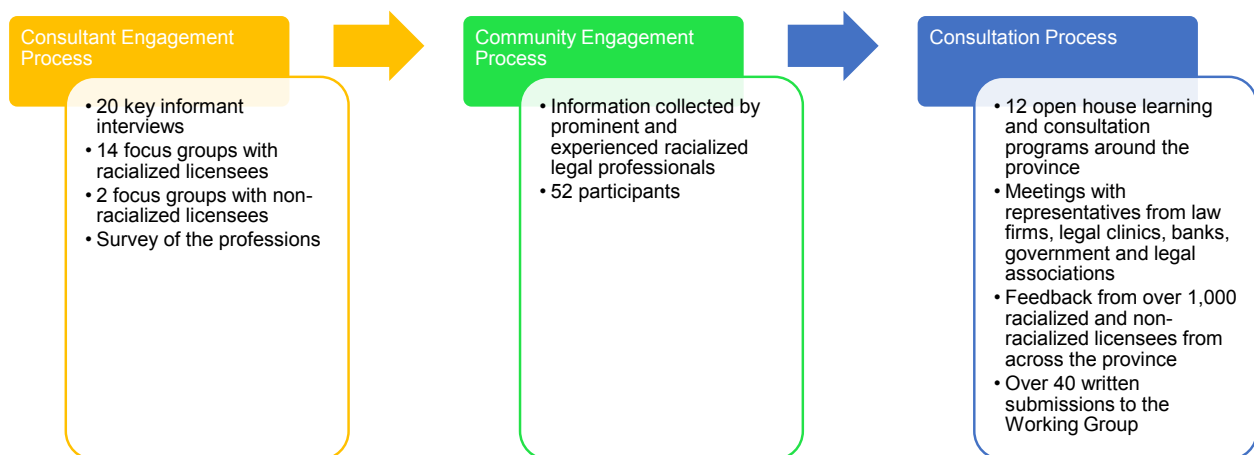 Consultant Engagement
Process
• 20 key informant
interviews
• 14 focus groups with
racialized licensees
• 2 focus groups with non-
racialized licensees
• Survey of the professions
Community Engagement
Process
• Information collected by
prominent and
experienced racialized
legal professionals
• 52 participants
Consultation Process
• 12 open house learning
and consultation
programs around the
province
• Meetings with
representatives from law
firms, legal clinics, banks,
government and legal
associations
• Feedback from over 1,000
racialized and non-
racialized licensees from
across the province
• Over 40 written
submissions to the
Working Group